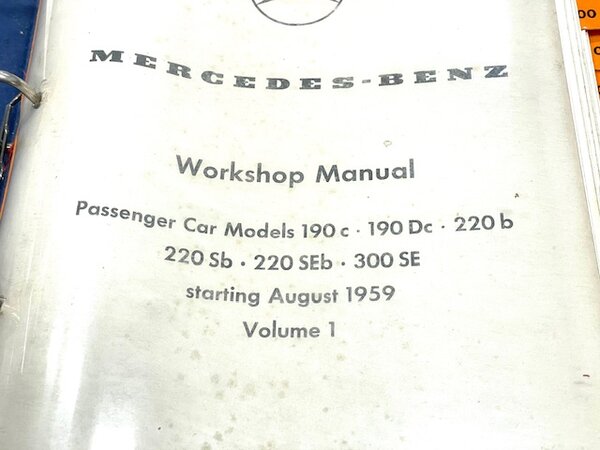 MERCEDES-BENZ
Workshop Manual
Passenger Car Models 190 c · 190 Dc · 220 b
220 Sb · 220 SEb · 300 SE
starting August 1959
Volume 1